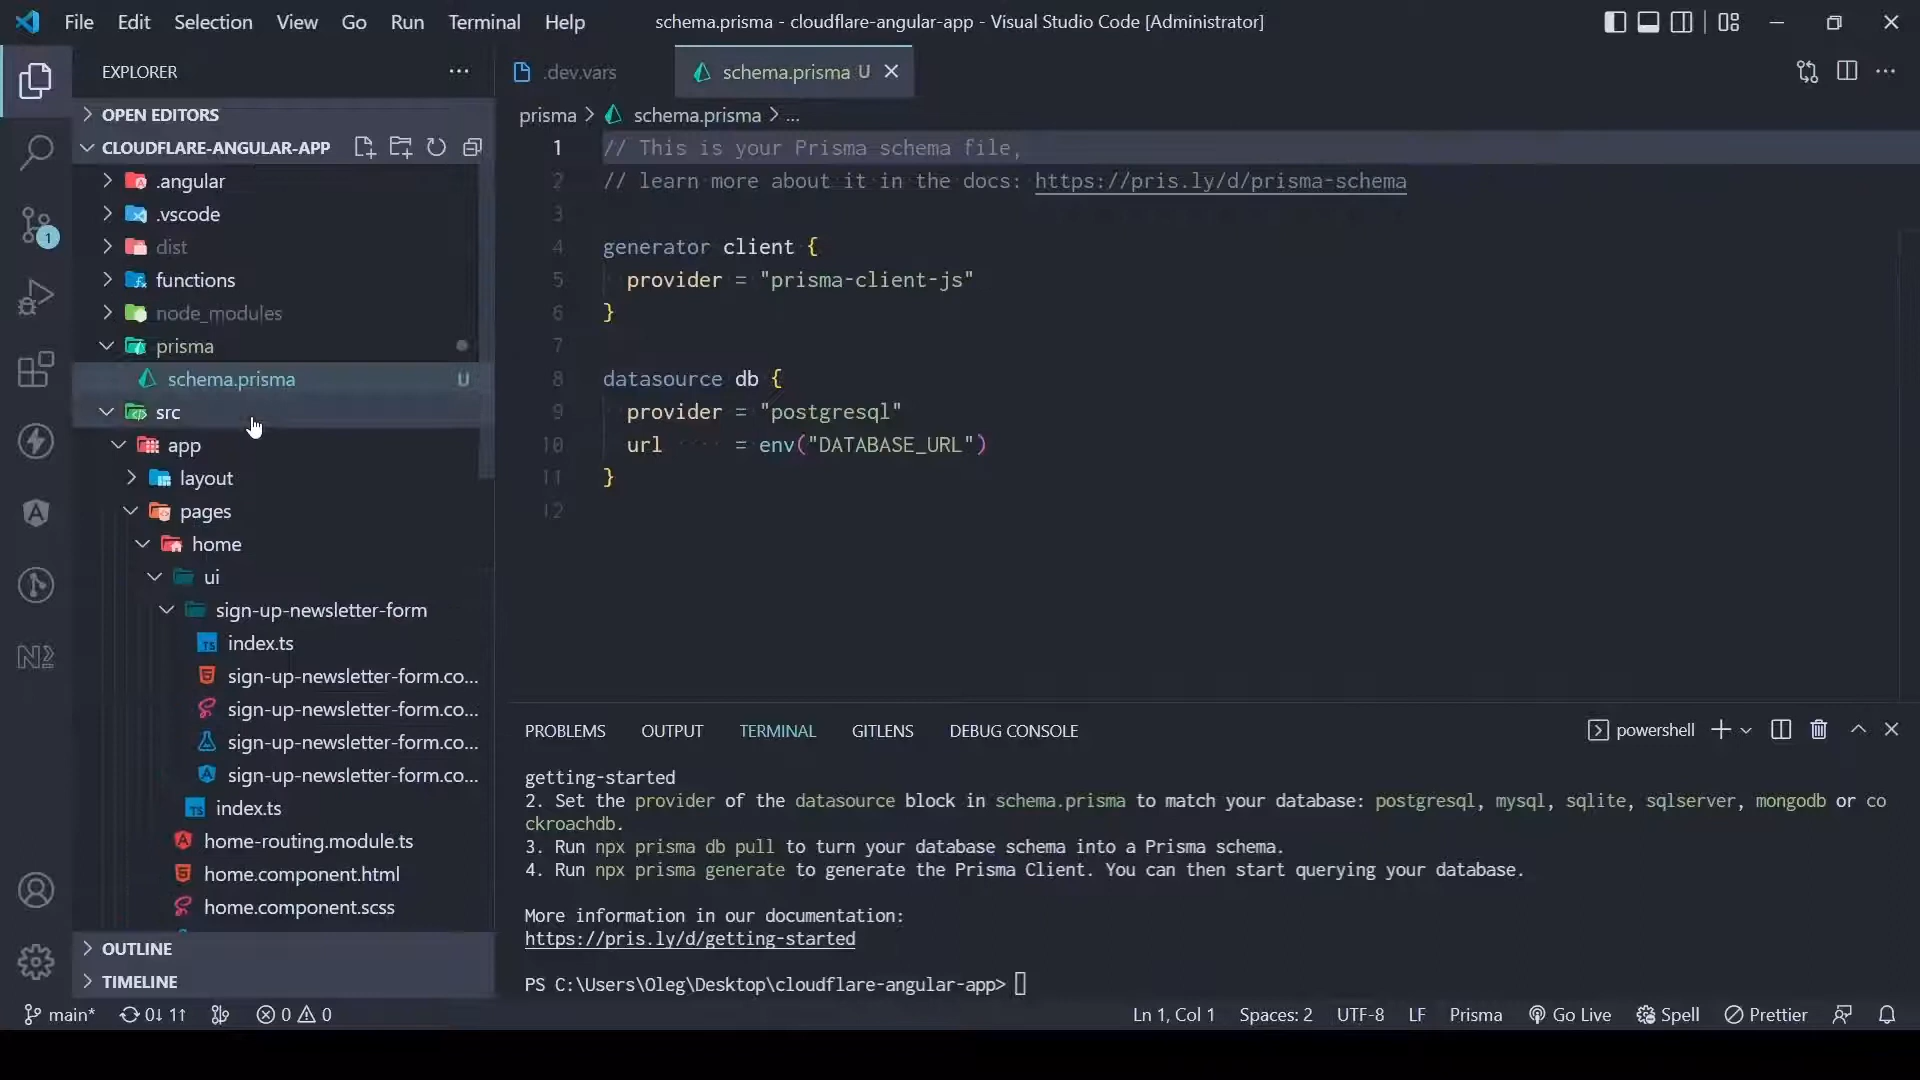 File Edit Selection View Go Run Terminal Help
schema.prisma - cloudflare-angular-app - Visual Studio Code [Administrator]
EXPLORER
OPEN EDITORS
CLOUDFLARE-ANGULAR-APP
.angular
.vscode
dist
functions
node_modules
prisma
schema.prisma U
src
app
layout
pages
home
ui
sign-up-newsletter-form
index.ts
sign-up-newsletter-form.co...
sign-up-newsletter-form.co...
sign-up-newsletter-form.co...
sign-up-newsletter-form.co...
index.ts
home-routing.module.ts
home.component.html
home.component.scss
OUTLINE
TIMELINE
1
.dev.vars
schema.prisma U
prisma > schema.prisma > ...
1 // This is your Prisma schema file,
2 // learn more about it in the docs: https://pris.ly/d/prisma-schema
3
4 generator client {
5 provider = "prisma-client-js"
6 }
7
8 datasource db {
9 provider = "postgresql"
10 url = env("DATABASE_URL")
11 }
12
PROBLEMS OUTPUT TERMINAL GITLENS DEBUG CONSOLE
powershell
getting-started
2. Set the provider of the datasource block in schema.prisma to match your database: postgresql, mysql, sqlite, sqlserver, mongodb or co
ckroachdb.
3. Run npx prisma db pull to turn your database schema into a Prisma schema.
4. Run npx prisma generate to generate the Prisma Client. You can then start querying your database.
More information in our documentation:
https://pris.ly/d/getting-started
PS C:\Users\Oleg\Desktop\cloudflare-angular-app>
main* 0↓ 1↑ 0 0
Ln 1, Col 1 Spaces: 2 UTF-8 LF Prisma Go Live Spell Prettier